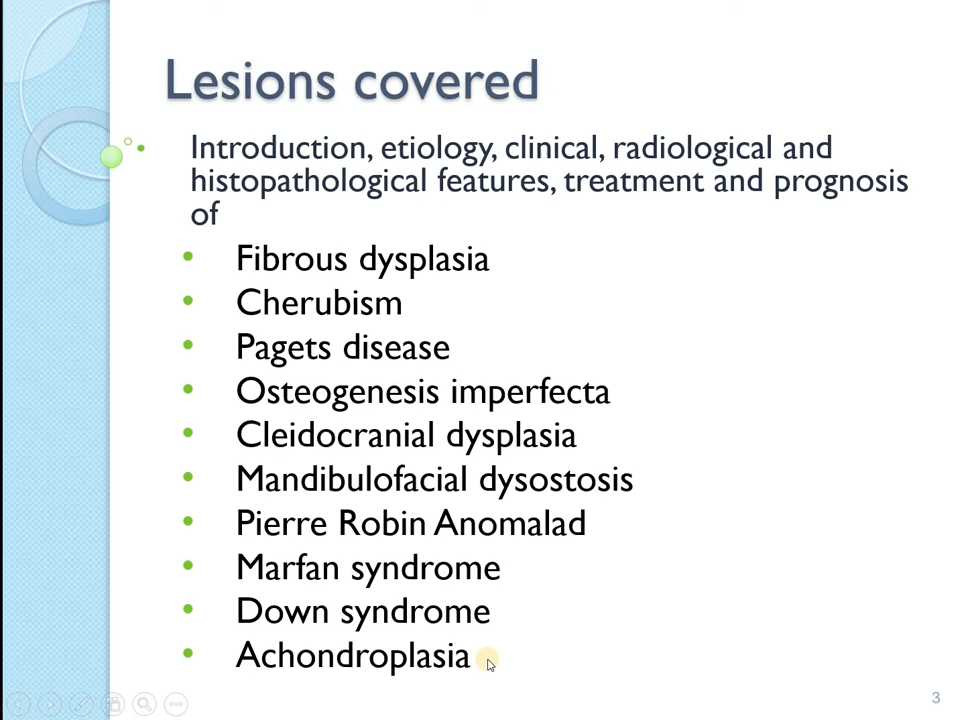 Lesions covered
• Introduction, etiology, clinical, radiological and
histopathological features, treatment and prognosis
of
• Fibrous dysplasia
• Cherubism
• Pagets disease
• Osteogenesis imperfecta
• Cleidocranial dysplasia
• Mandibulofacial dysostosis
• Pierre Robin Anomalad
• Marfan syndrome
• Down syndrome
• Achondroplasia
3